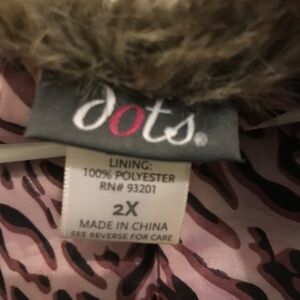 dots®
LINING:
100% POLYESTER
RN# 93201
2X
MADE IN CHINA
SEE REVERSE FOR CARE